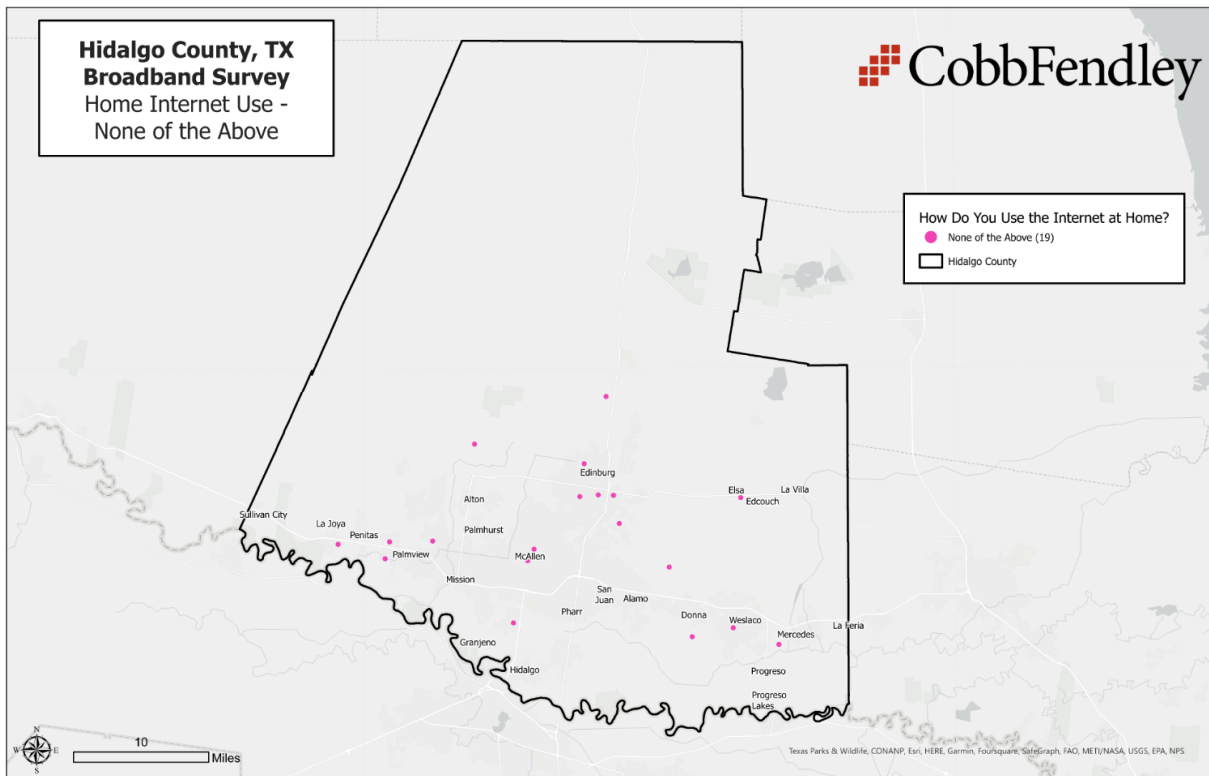 Hidalgo County, TX
Broadband Survey
Home Internet Use -
None of the Above
CobbFendley
How Do You Use the Internet at Home?
None of the Above (19)
Hidalgo County
Edinburg
Elsa
La Villa
Edcouch
Alton
Sullivan City
La Joya
Penitas
Palmhurst
Palmview
McAllen
Mission
San
Juan
Alamo
Pharr
Donna
Weslaco
Mercedes
La Feria
Granjeno
Hidalgo
Progreso
Progreso
Lakes
N
W
E
S
10
Miles
Texas Parks & Wildlife, CONANP, Esri, HERE, Garmin, Foursquare, SafeGraph, FAO, METI/NASA, USGS, EPA, NPS